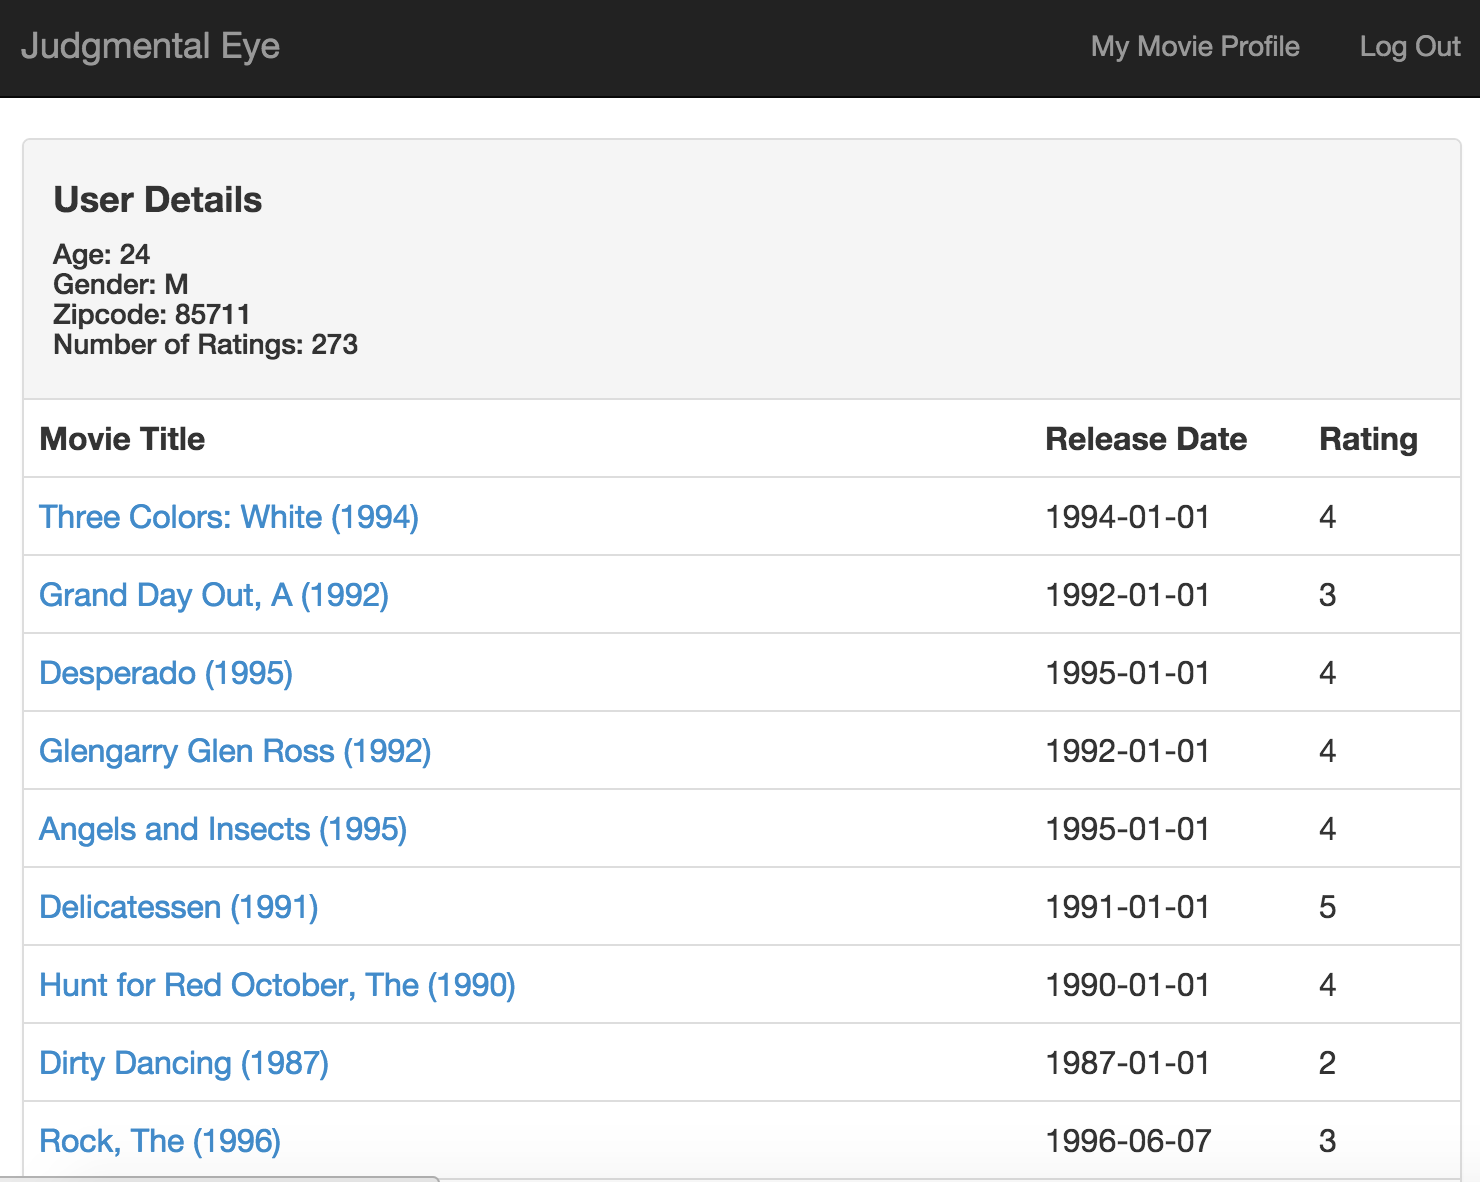 Judgmental Eye My Movie Profile Log Out
User Details
Age: 24
Gender: M
Zipcode: 85711
Number of Ratings: 273
Movie Title Release Date Rating
Three Colors: White (1994) 1994-01-01 4
Grand Day Out, A (1992) 1992-01-01 3
Desperado (1995) 1995-01-01 4
Glengarry Glen Ross (1992) 1992-01-01 4
Angels and Insects (1995) 1995-01-01 4
Delicatessen (1991) 1991-01-01 5
Hunt for Red October, The (1990) 1990-01-01 4
Dirty Dancing (1987) 1987-01-01 2
Rock, The (1996) 1996-06-07 3